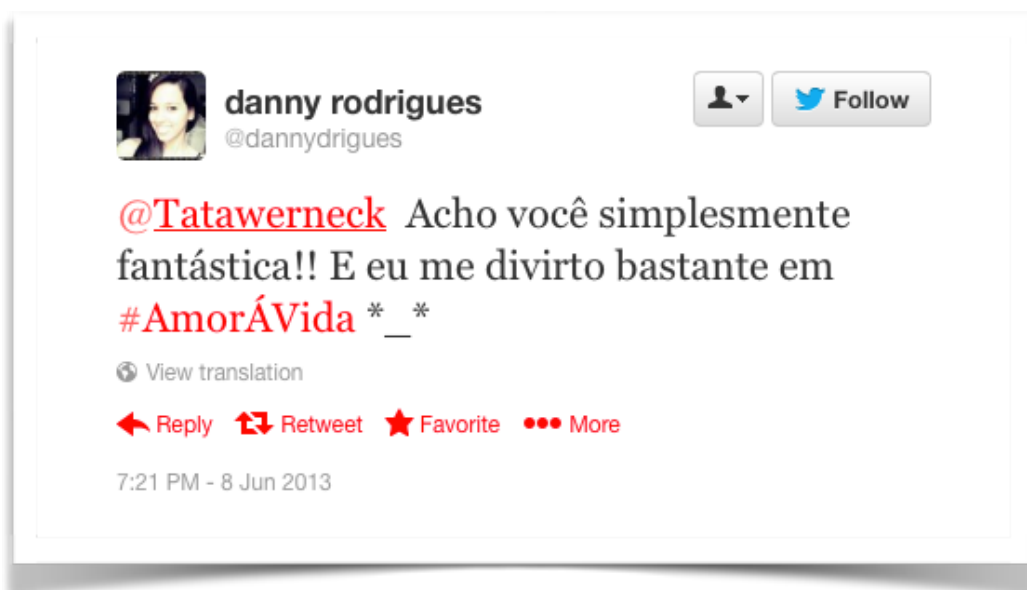 danny rodrigues
@dannydrigues
Follow
@Tatawerneck Acho você simplesmente
fantástica!! E eu me divirto bastante em
#AmorÁVida *_*
View translation
Reply Retweet Favorite More
7:21 PM - 8 Jun 2013